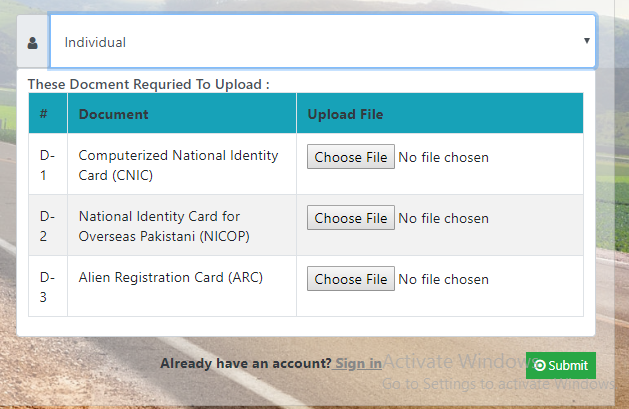 Individual
These Docment Requried To Upload :
# Document Upload File
D-1 Computerized National Identity Card (CNIC) Choose File No file chosen
D-2 National Identity Card for Overseas Pakistani (NICOP) Choose File No file chosen
D-3 Alien Registration Card (ARC) Choose File No file chosen
Already have an account? Sign in
Activate Windows
Submit
Go to Settings to activate Windows